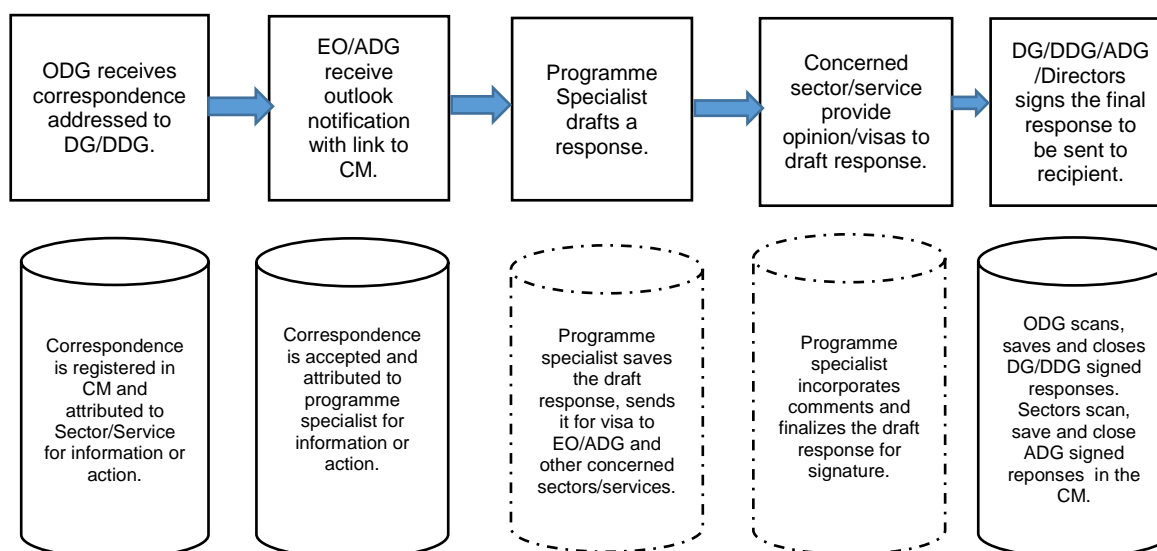 ODG receives
correspondence
addressed to
DG/DDG.
EO/ADG
receive
outlook
notification
with link to
CM.
Programme
Specialist
drafts a
response.
Concerned
sector/service
provide
opinion/visas to
draft response.
DG/DDG/ADG
/Directors
signs the final
response to
be sent to
recipient.
Correspondence
is registered in
CM and
attributed to
Sector/Service
for information or
action.
Correspondence
is accepted and
attributed to
programme
specialist for
information or
action.
Programme
specialist saves
the draft
response, sends
it for visa to
EO/ADG and
other concerned
sectors/services.
Programme
specialist
incorporates
comments and
finalizes the draft
response for
signature.
ODG scans,
saves and closes
DG/DDG signed
responses.
Sectors scan,
save and close
ADG signed
reponses in the
CM.